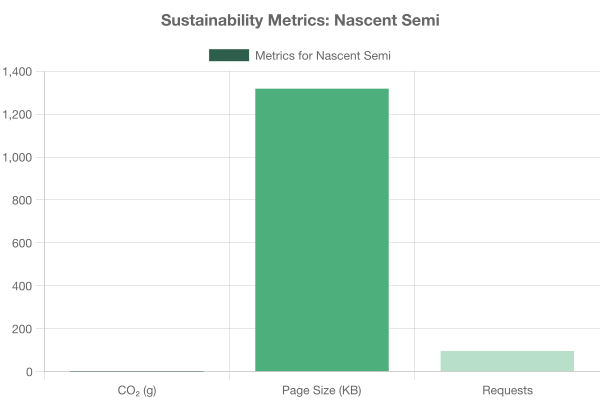 Sustainability Metrics: Nascent Semi
Metrics for Nascent Semi
1,400
1,200
1,000
800
600
400
200
0
CO₂ (g)
Page Size (KB)
Requests